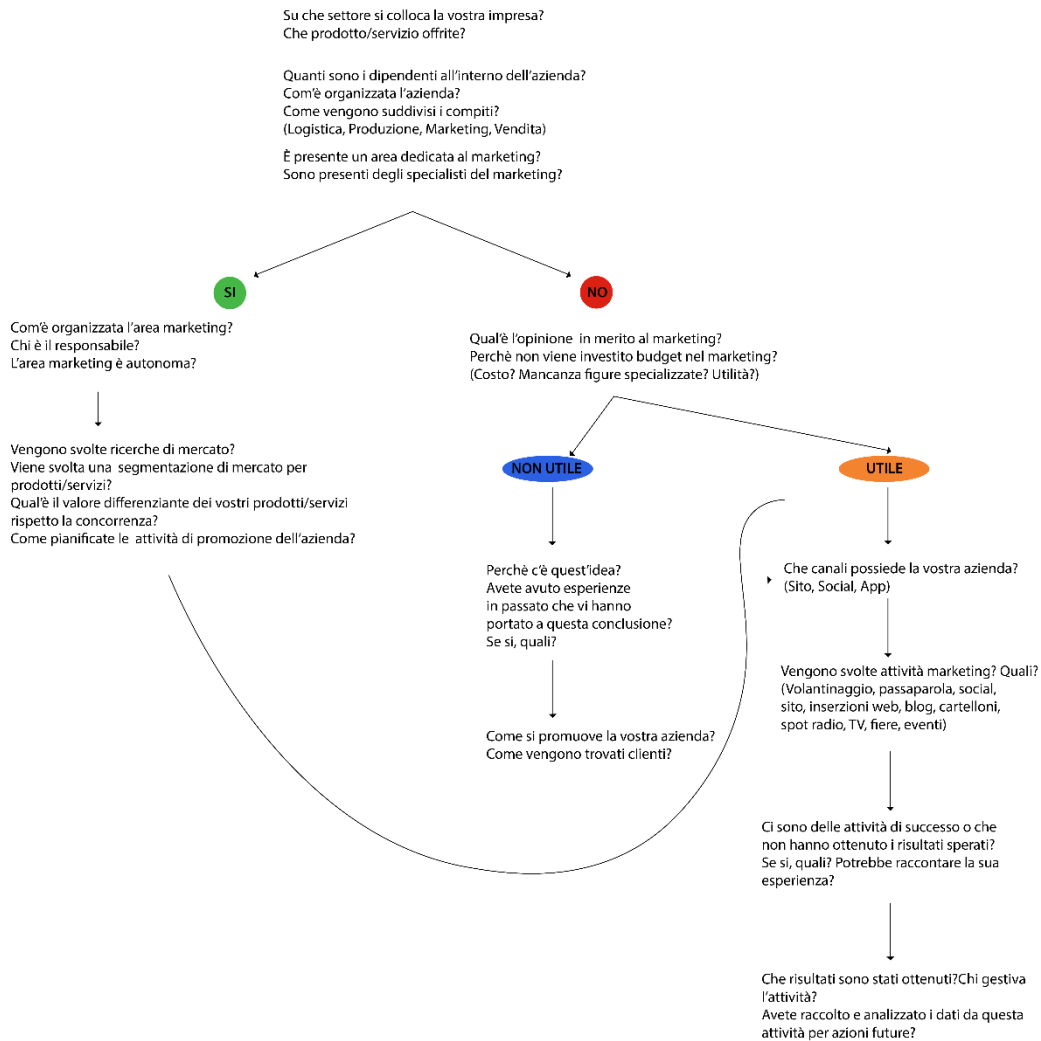 Su che settore si colloca la vostra impresa?
Che prodotto/servizio offrite?
Quanti sono i dipendenti all'interno dell'azienda?
Com'è organizzata l'azienda?
Come vengono suddivisi i compiti?
(Logistica, Produzione, Marketing, Vendita)
È presente un area dedicata al marketing?
Sono presenti degli specialisti del marketing?
SI
NO
Com'è organizzata l'area marketing?
Chi è il responsabile?
L'area marketing è autonoma?
Qual'è l'opinione in merito al marketing?
Perchè non viene investito budget nel marketing?
(Costo? Mancanza figure specializzate? Utilità?)
Vengono svolte ricerche di mercato?
Viene svolta una segmentazione di mercato per
prodotti/servizi?
Qual'è il valore differenziante dei vostri prodotti/servizi
rispetto la concorrenza?
Come pianificate le attività di promozione dell'azienda?
NON UTILE
UTILE
Perchè c'è quest'idea?
Avete avuto esperienze
in passato che vi hanno
portato a questa conclusione?
Se si, quali?
Come si promuove la vostra azienda?
Come vengono trovati clienti?
Che canali possiede la vostra azienda?
(Sito, Social, App)
Vengono svolte attività marketing? Quali?
(Volantinaggio, passaparola, social,
sito, inserzioni web, blog, cartelloni,
spot radio, TV, fiere, eventi)
Ci sono delle attività di successo o che
non hanno ottenuto i risultati sperati?
Se si, quali? Potrebbe raccontare la sua
esperienza?
Che risultati sono stati ottenuti?Chi gestiva
l'attività?
Avete raccolto e analizzato i dati da questa
attività per azioni future?